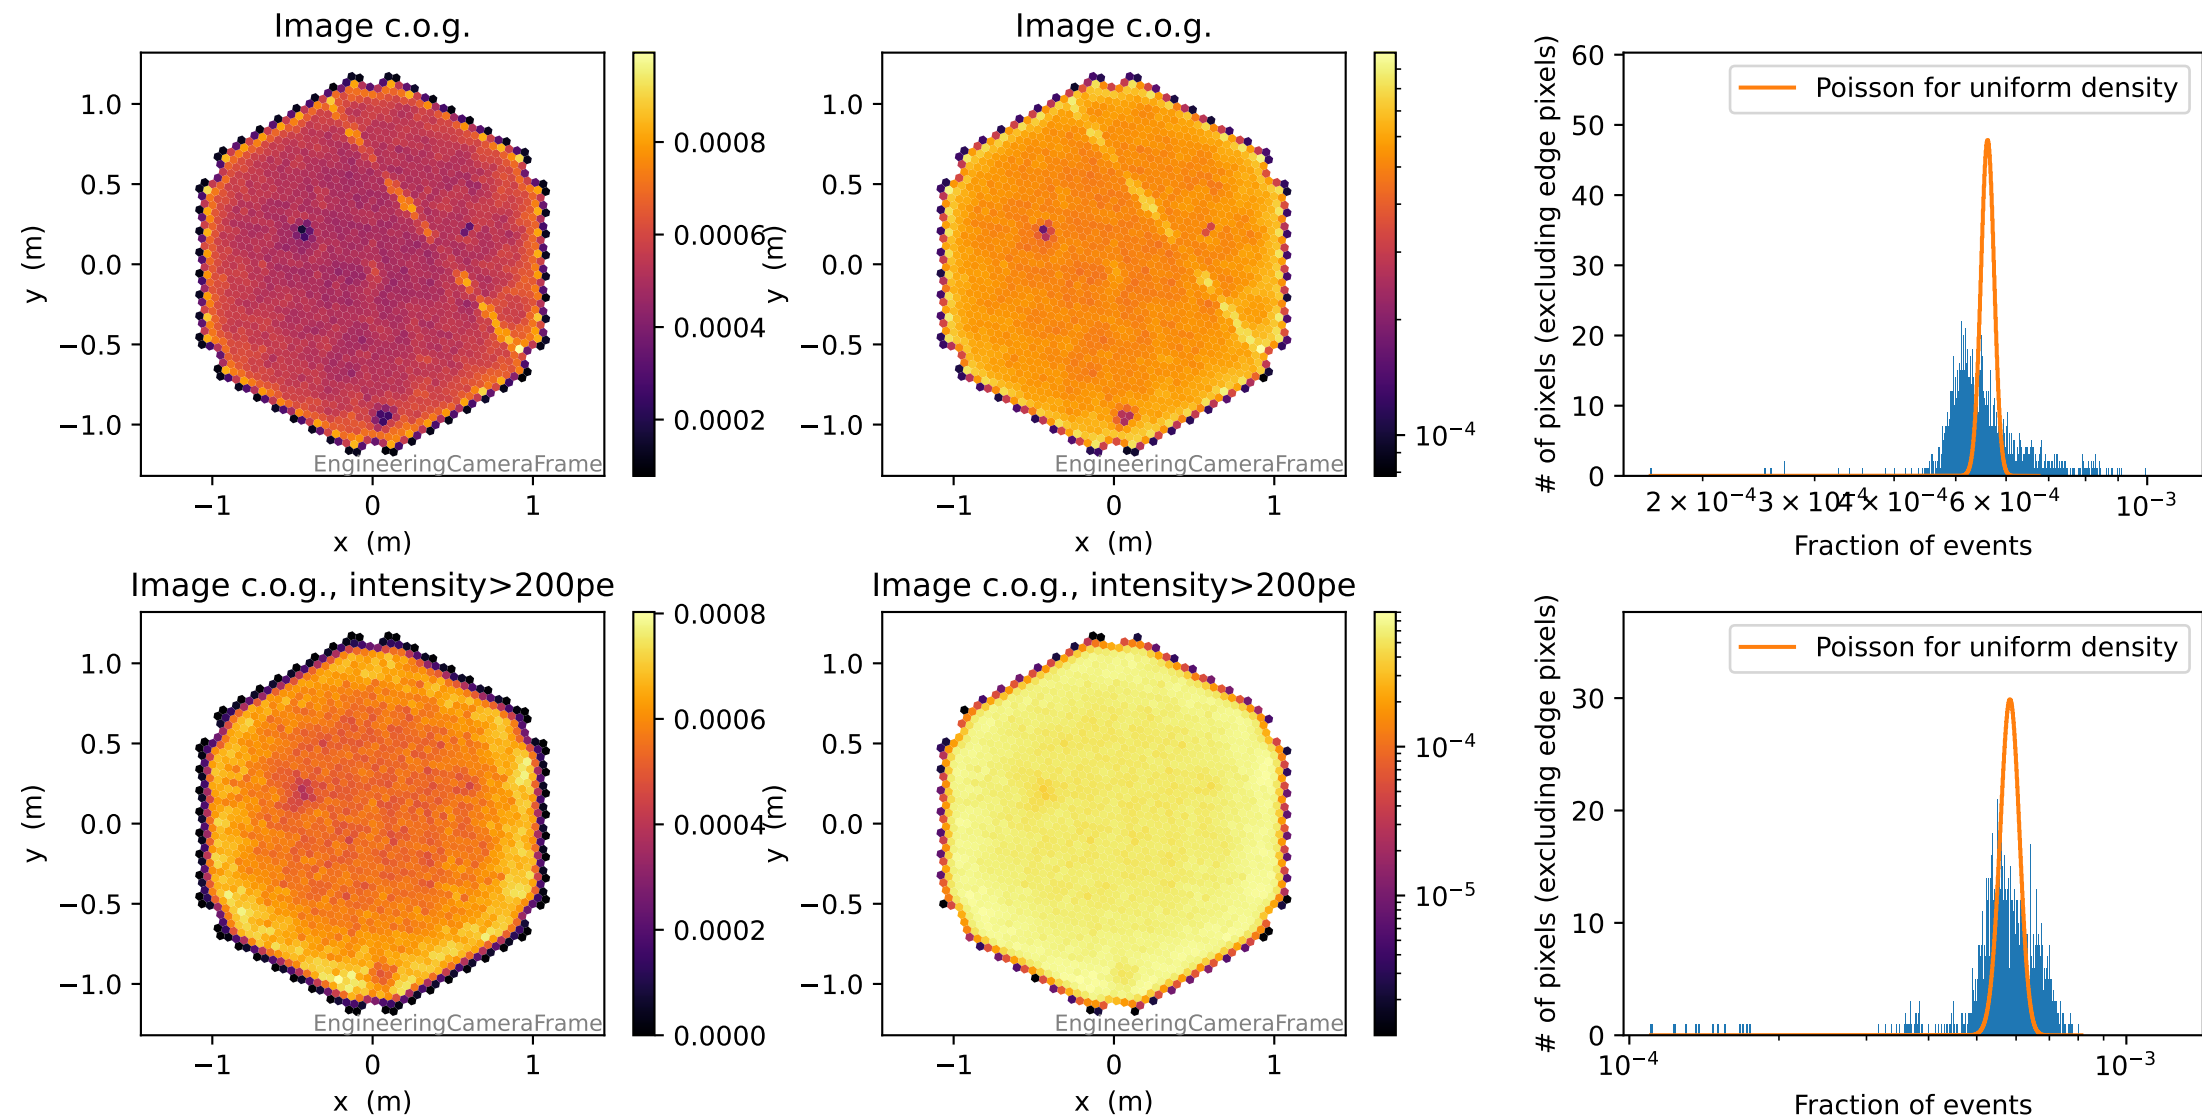 Image c.o.g.
1.0
0.5
0.0
−0.5
−1.0
y (m)
−1 0 1
x (m)
EngineeringCameraFrame
0.0008
0.0006
0.0004
0.0002
Image c.o.g.
1.0
0.5
0.0
−0.5
−1.0
y (m)
−1 0 1
x (m)
EngineeringCameraFrame
10⁻⁴
60
50
40
30
20
10
0
# of pixels (excluding edge pixels)
Poisson for uniform density
2 × 10⁻⁴ 3 × 10⁻⁴ 4 × 10⁻⁴ 6 × 10⁻⁴ 10⁻³
Fraction of events
Image c.o.g., intensity>200pe
1.0
0.5
0.0
−0.5
−1.0
y (m)
−1 0 1
x (m)
EngineeringCameraFrame
0.0008
0.0006
0.0004
0.0002
0.0000
Image c.o.g., intensity>200pe
1.0
0.5
0.0
−0.5
−1.0
y (m)
−1 0 1
x (m)
EngineeringCameraFrame
10⁻⁴
10⁻⁵
30
20
10
0
# of pixels (excluding edge pixels)
Poisson for uniform density
10⁻⁴ 10⁻³
Fraction of events